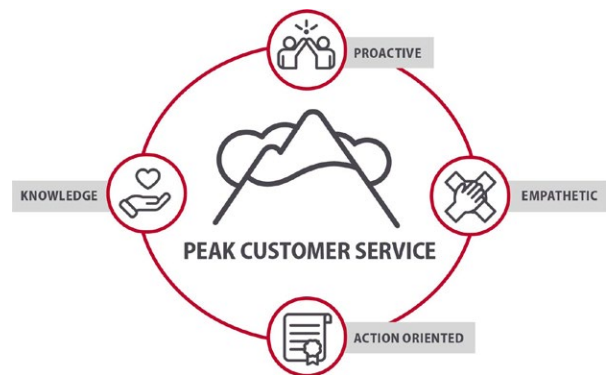 PROACTIVE
KNOWLEDGE
EMPATHETIC
PEAK CUSTOMER SERVICE
ACTION ORIENTED